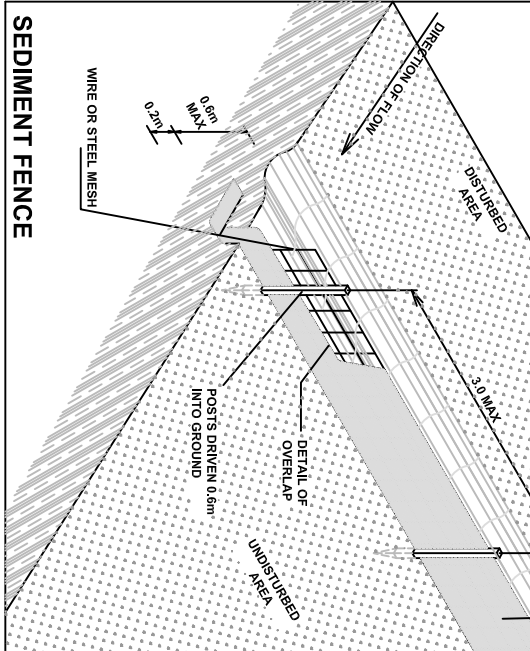 DIRECTION OF FLOW
DISTURBED
AREA
3.0 MAX
0.6m
MAX
0.2m
WIRE OR STEEL MESH
DETAIL OF
OVERLAP
POSTS DRIVEN 0.6m
INTO GROUND
UNDISTURBED
AREA
SEDIMENT FENCE